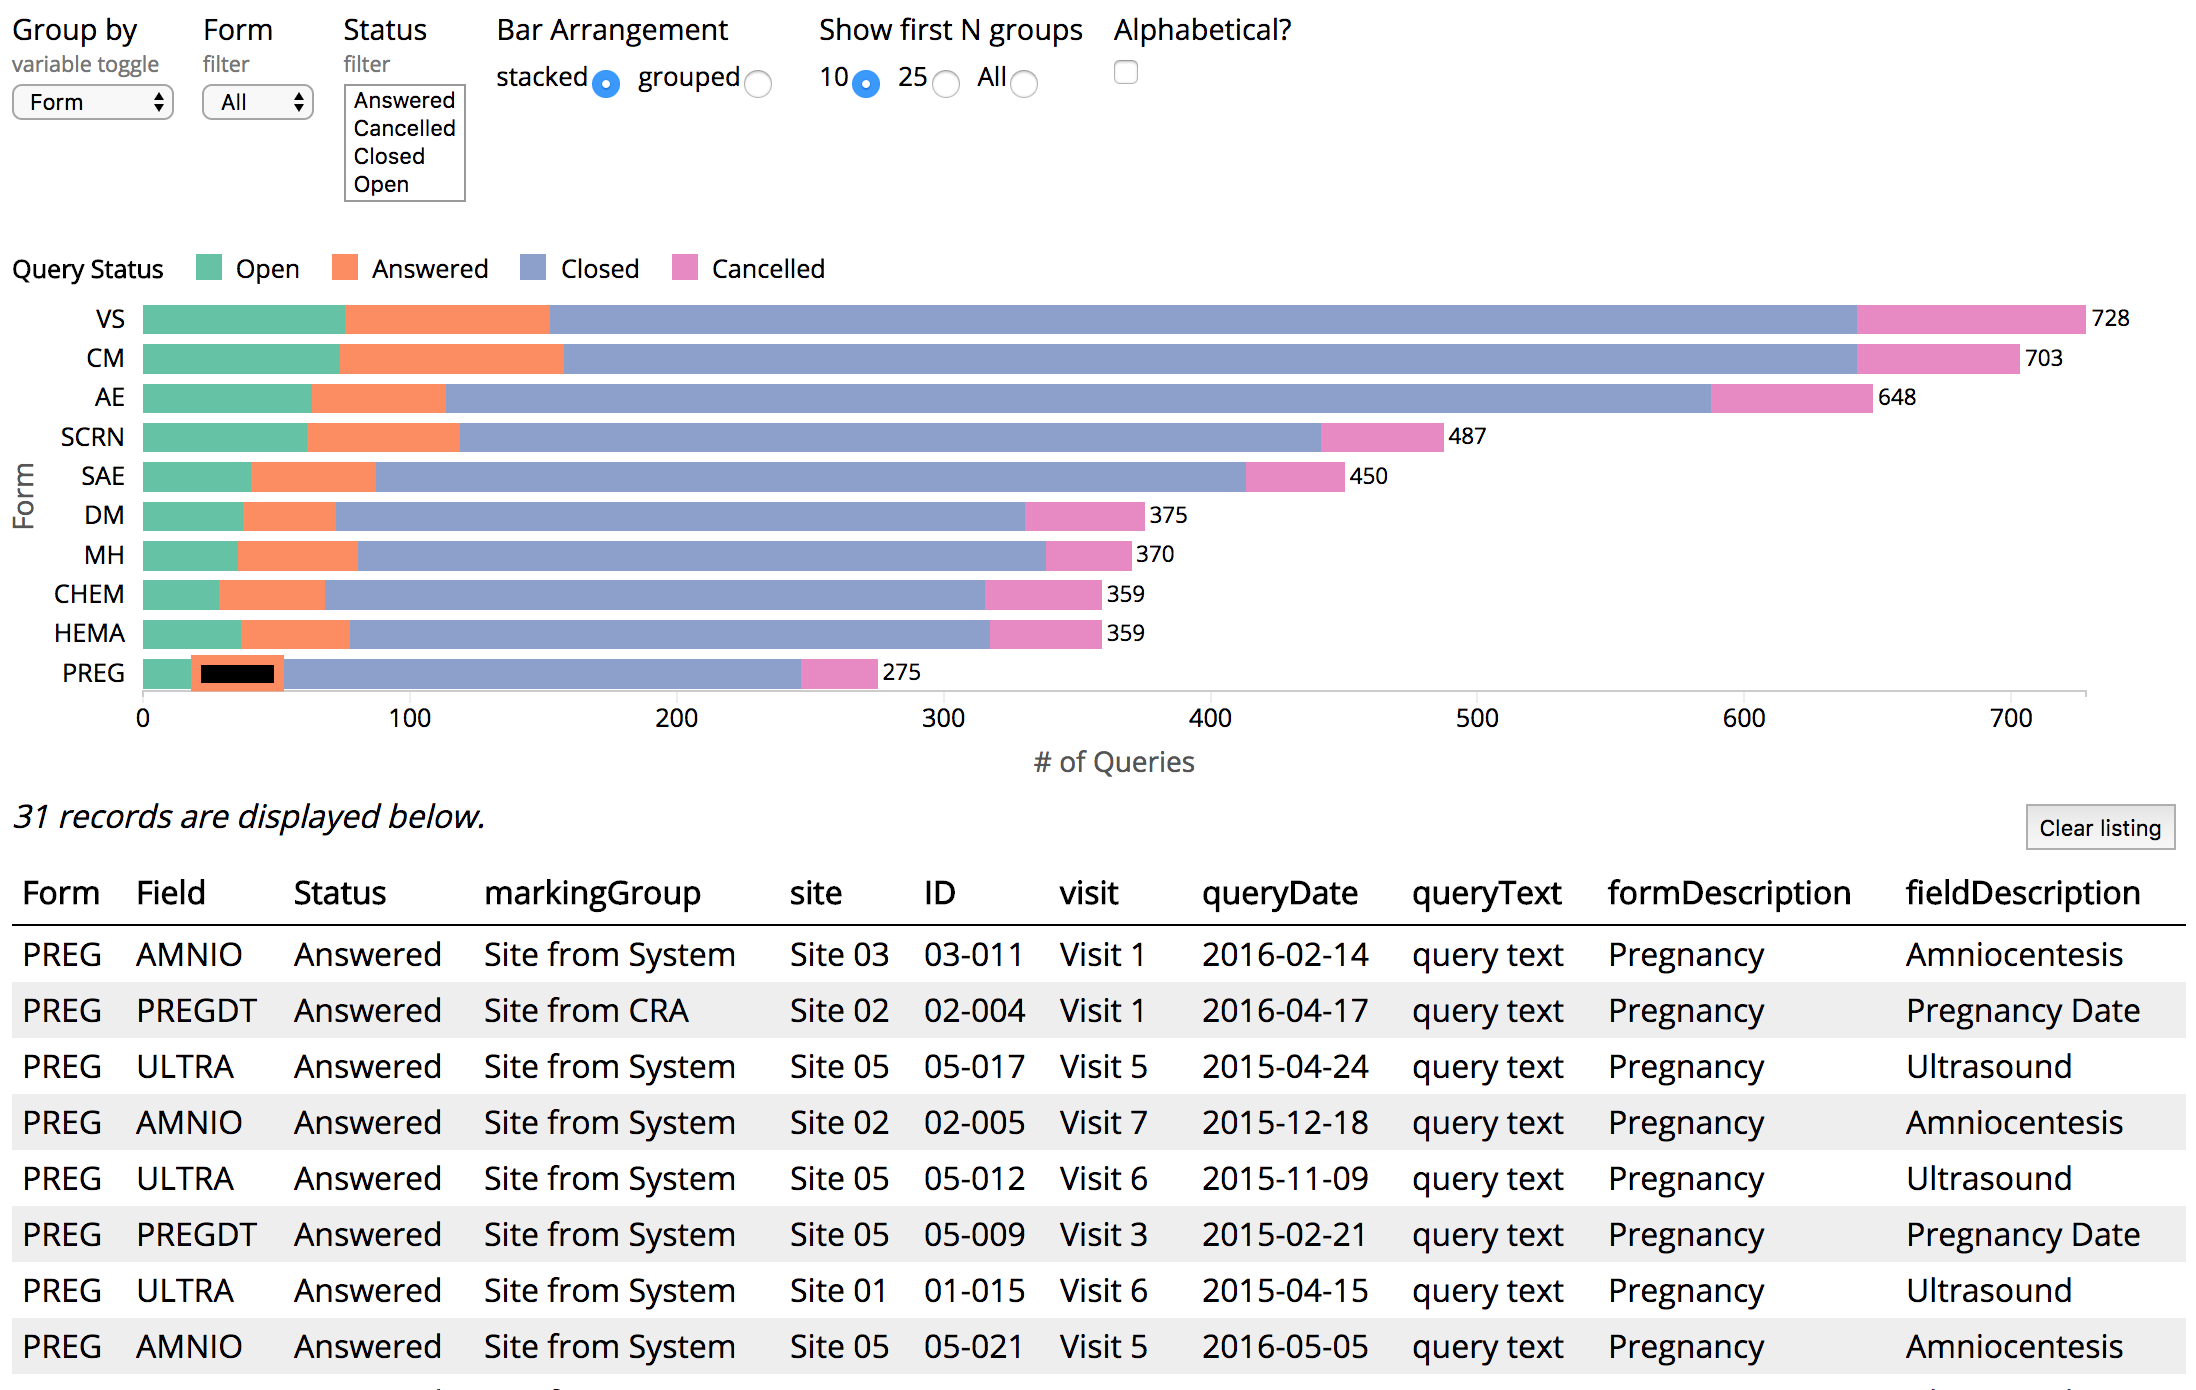 Group by Form Status Bar Arrangement Show first N groups Alphabetical?
variable toggle filter filter
stacked grouped 10 25 All
Form All
Answered
Cancelled
Closed
Open
Query Status Open Answered Closed Cancelled
VS 728
CM 703
AE 648
SCRN 487
SAE 450
DM 375
MH 370
CHEM 359
HEMA 359
PREG 275
Form
0 100 200 300 400 500 600 700
# of Queries
31 records are displayed below.
Clear listing
Form Field Status markingGroup site ID visit queryDate queryText formDescription fieldDescription
PREG AMNIO Answered Site from System Site 03 03-011 Visit 1 2016-02-14 query text Pregnancy Amniocentesis
PREG PREGDT Answered Site from CRA Site 02 02-004 Visit 1 2016-04-17 query text Pregnancy Pregnancy Date
PREG ULTRA Answered Site from System Site 05 05-017 Visit 5 2015-04-24 query text Pregnancy Ultrasound
PREG AMNIO Answered Site from System Site 02 02-005 Visit 7 2015-12-18 query text Pregnancy Amniocentesis
PREG ULTRA Answered Site from System Site 05 05-012 Visit 6 2015-11-09 query text Pregnancy Ultrasound
PREG PREGDT Answered Site from System Site 05 05-009 Visit 3 2015-02-21 query text Pregnancy Pregnancy Date
PREG ULTRA Answered Site from System Site 01 01-015 Visit 6 2015-04-15 query text Pregnancy Ultrasound
PREG AMNIO Answered Site from System Site 05 05-021 Visit 5 2016-05-05 query text Pregnancy Amniocentesis